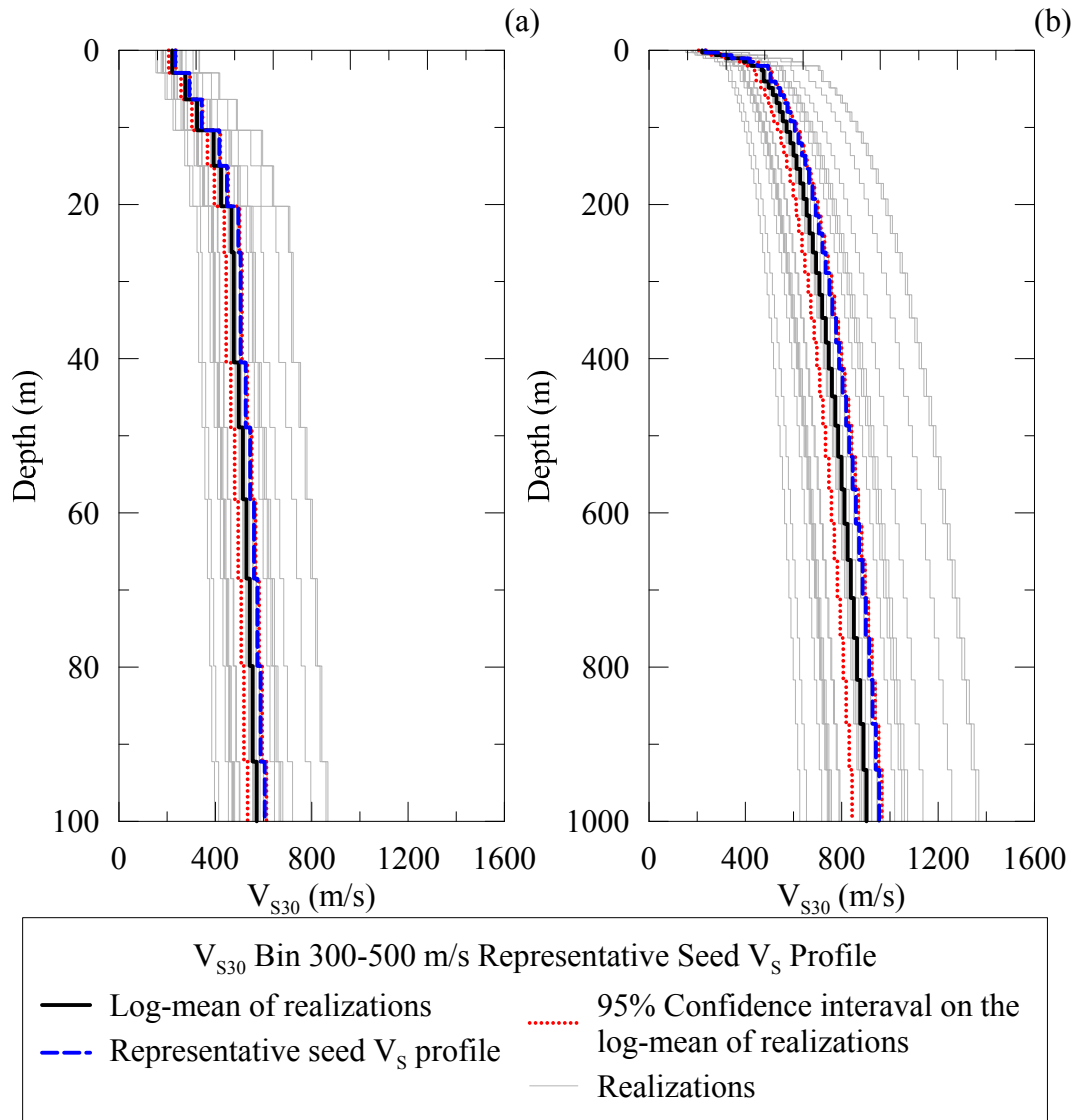 (a)
(b)
0
20
40
60
80
100
Depth (m)
0
400
800
1200
1600
V_S30 (m/s)
0
200
400
600
800
1000
Depth (m)
0
400
800
1200
1600
V_S30 (m/s)
V_S30 Bin 300-500 m/s Representative Seed V_S Profile
Log-mean of realizations
Representative seed V_S profile
95% Confidence interaval on the
log-mean of realizations
Realizations